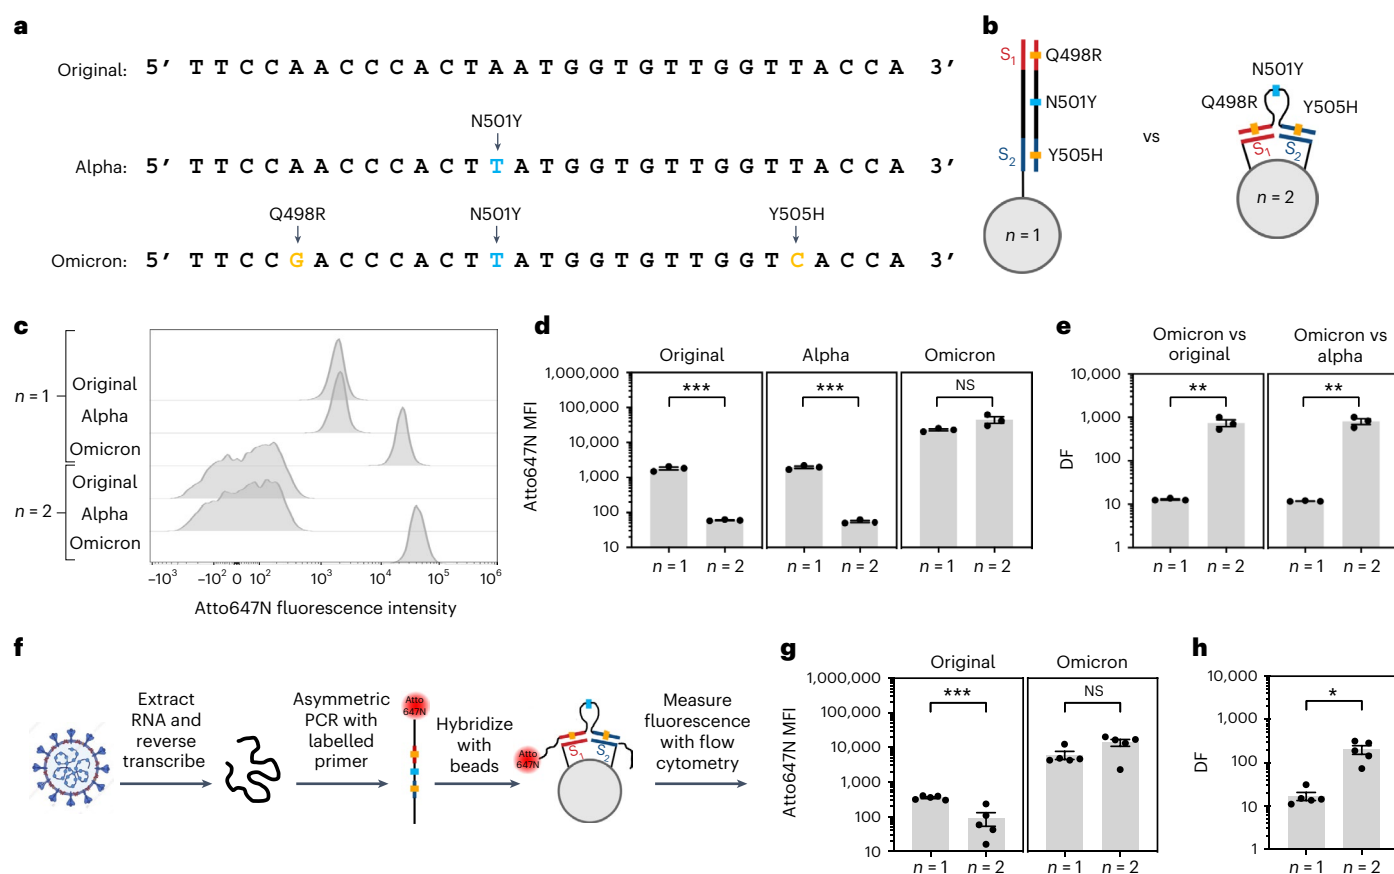 a
Original: 5′ T T C C A A C C C A C T A A T G G T G T T G G T T A C C A 3′
N501Y
Alpha: 5′ T T C C A A C C C A C T T A T G G T G T T G G T T A C C A 3′
Q498R N501Y Y505H
Omicron: 5′ T T C C G A C C C A C T T A T G G T G T T G G T C A C C A 3′
b
S1 Q498R
N501Y
S2 Y505H
n = 1
vs
N501Y
Q498R Y505H
S1 S2
n = 2
c
n = 1
Original
Alpha
Omicron
n = 2
Original
Alpha
Omicron
–10³ –10² 0 10² 10³ 10⁴ 10⁵ 10⁶
Atto647N fluorescence intensity
d
Original Alpha Omicron
Atto647N MFI
1,000,000
100,000
10,000
1,000
100
10
*** *** NS
n = 1 n = 2 n = 1 n = 2 n = 1 n = 2
e
Omicron vs original
Omicron vs alpha
DF
10,000
1,000
100
10
1
** **
n = 1 n = 2 n = 1 n = 2
f
Extract
RNA and
reverse
transcribe
Asymmetric
PCR with
labelled
primer
Atto
647N
Hybridize
with
beads
Atto
647N
S1 S2
Measure
fluorescence
with flow
cytometry
g
Original Omicron
Atto647N MFI
1,000,000
100,000
10,000
1,000
100
10
*** NS
n = 1 n = 2 n = 1 n = 2
h
DF
10,000
1,000
100
10
1
*
n = 1 n = 2